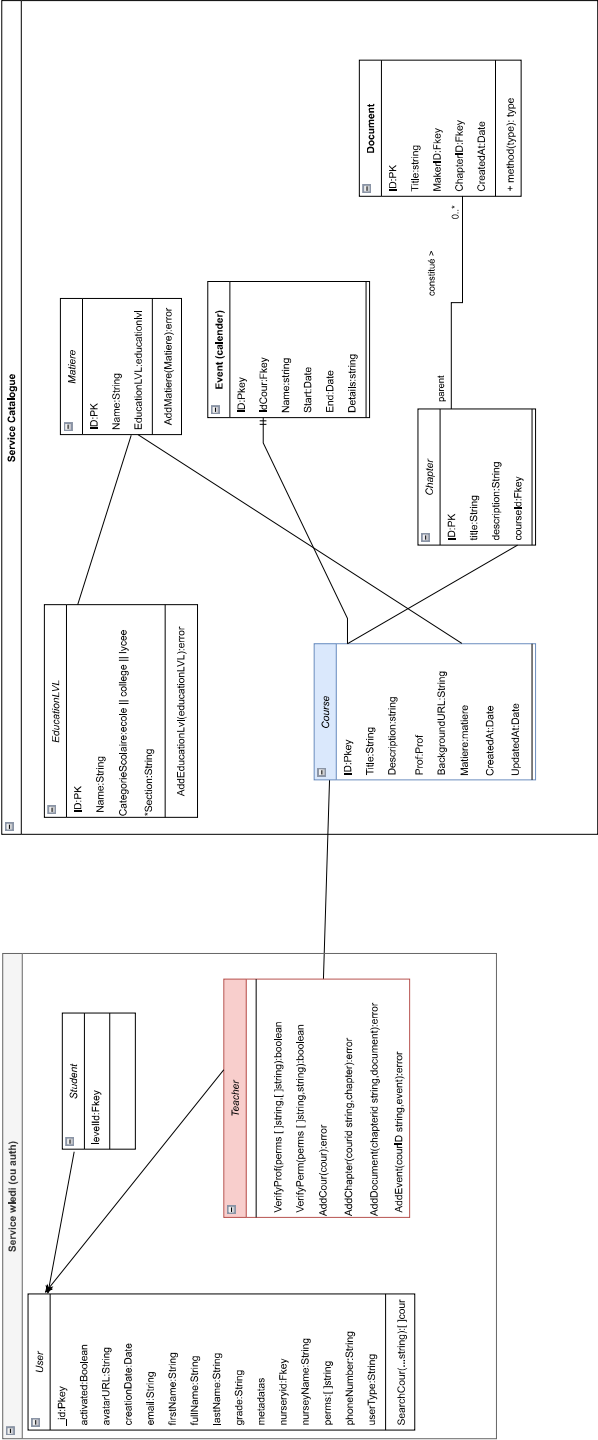 Service wledi (ou auth)
User
_id:Pkey
activated:Boolean
avatarURL:String
creationDate:Date
email:String
firstName:String
fullName:String
lastName:String
grade:String
metadatas
nurseryid:Fkey
nurseyName:String
perms:[ ]string
phoneNumber:String
userType:String
SearchCour(...string):[ ]cour
Student
levelId:Fkey
Teacher
VerifyProf(perms [ ]string,[ ]string):boolean
VerifyPerm(perms [ ]string,string):boolean
AddCour(cour):error
AddChapter(courid string,chapter):error
AddDocument(chapterid string,document):error
AddEvent(courID string,event):error
Service Catalogue
EducationLVL
ID:PK
Name:String
CategorieScolaire:ecole || college || lycee
*Section:String
AddEducationLvl(educationLVL):error
Matiere
ID:PK
Name:String
EducationLVL:educationlvl
AddMatiere(Matiere):error
Event (calender)
ID:Pkey
IdCour:Fkey
Name:string
Start:Date
End:Date
Details:string
Course
ID:Pkey
Title:String
Description:string
Prof:Prof
BackgroundURL:String
Matiere:matiere
CreatedAt:Date
UpdatedAt:Date
Chapter
ID:PK
title:String
description:String
courseId:Fkey
parent
constitué >
0..*
Document
ID:PK
Title:string
MakerID:Fkey
ChapterID:Fkey
CreatedAt:Date
+ method(type): type